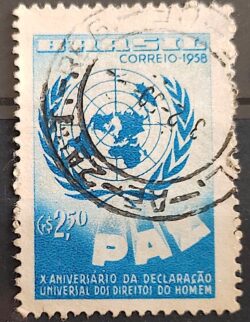 BRASIL
CORREIO-1958
Cr$2,50
PAZ
X ANIVERSÁRIO DA DECLARAÇÃO
UNIVERSAL DOS DIREITOS DO HOMEM